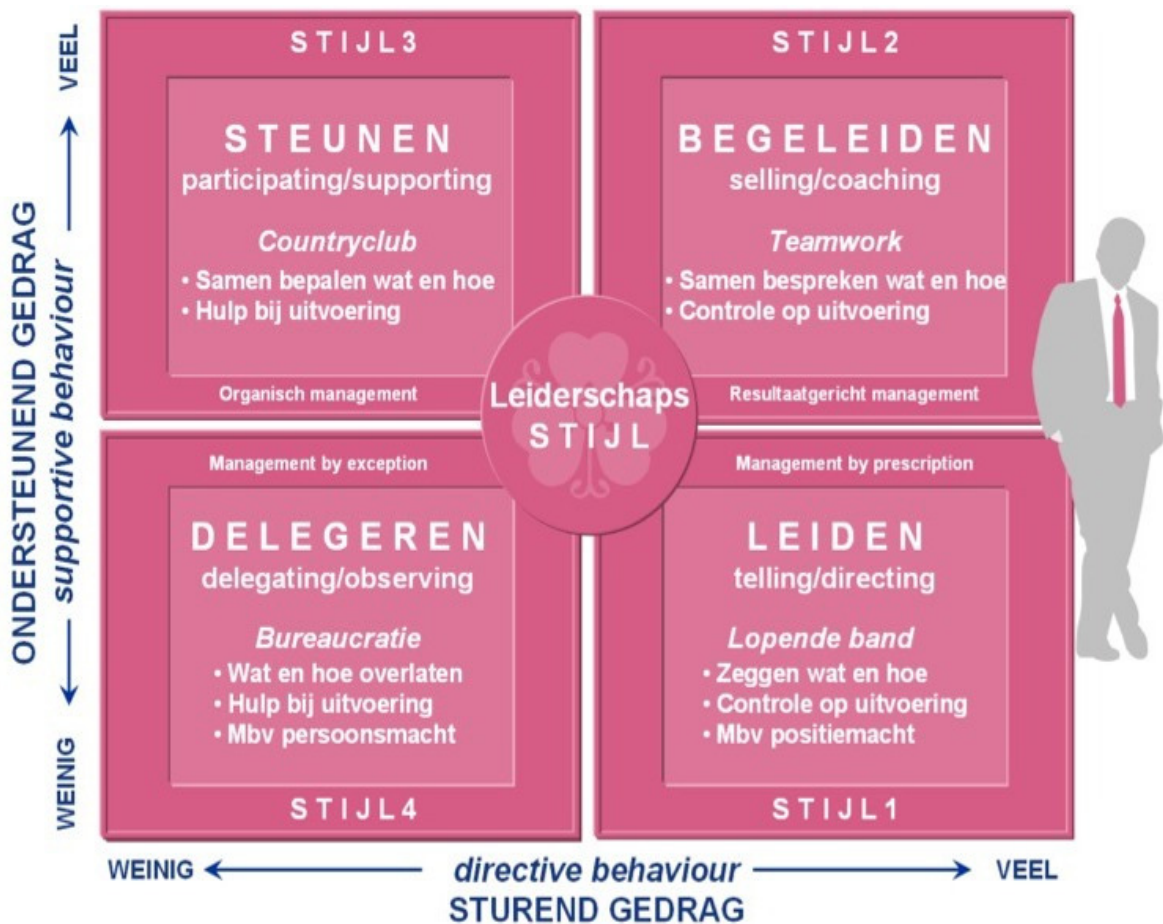 STIJL3
STEUNEN
participating/supporting
Countryclub
• Samen bepalen wat en hoe
• Hulp bij uitvoering
Organisch management
STIJL2
BEGELEIDEN
selling/coaching
Teamwork
• Samen bespreken wat en hoe
• Controle op uitvoering
Resultaatgericht management
Leiderschaps
STIJL
Management by exception
DELEGEREN
delegating/observing
Bureaucratie
• Wat en hoe overlaten
• Hulp bij uitvoering
• Mbv persoonsmacht
STIJL4
Management by prescription
LEIDEN
telling/directing
Lopende band
• Zeggen wat en hoe
• Controle op uitvoering
• Mbv positiemacht
STIJL1
VEEL
ONDERSTEUNEND GEDRAG
supportive behaviour
WEINIG
WEINIG
directive behaviour
VEEL
STUREND GEDRAG